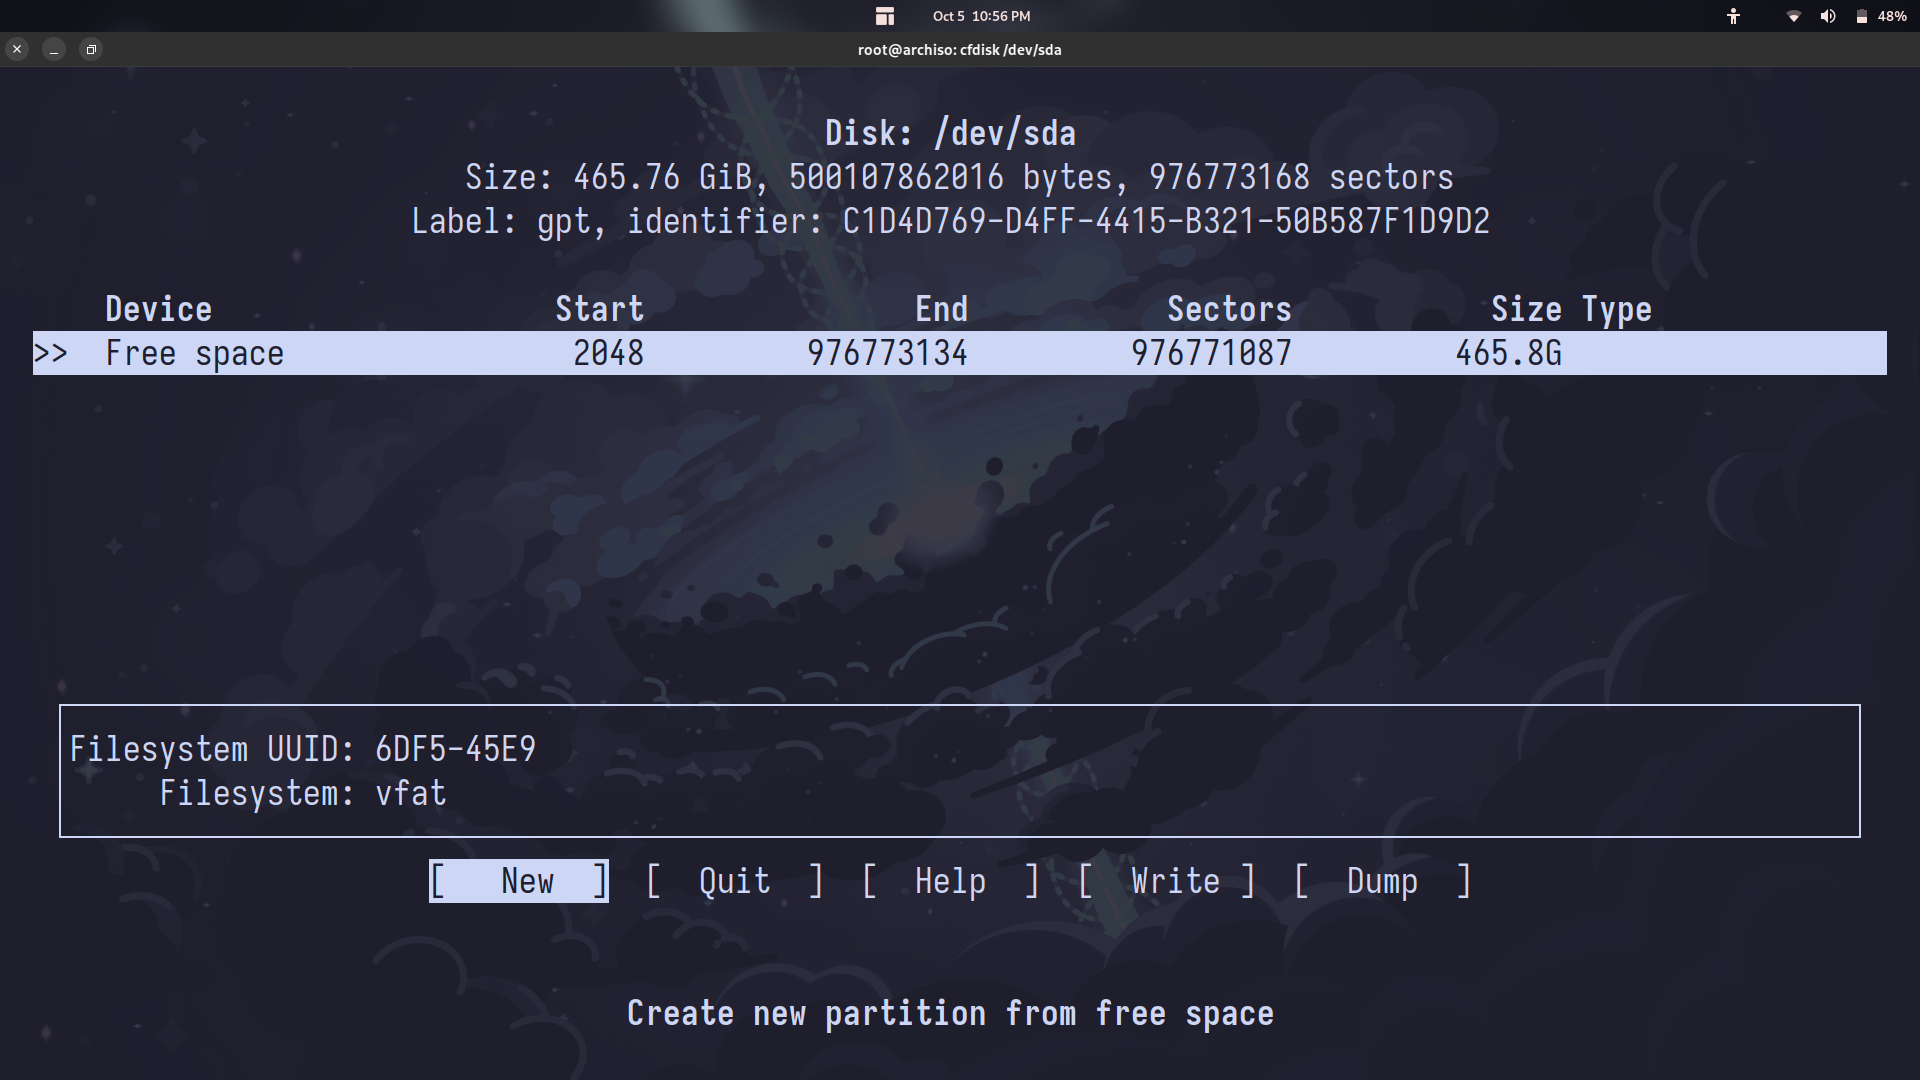 Oct 5 10:56 PM
48%
root@archiso: cfdisk /dev/sda
Disk: /dev/sda
Size: 465.76 GiB, 500107862016 bytes, 976773168 sectors
Label: gpt, identifier: C1D4D769-D4FF-4415-B321-50B587F1D9D2
Device Start End Sectors Size Type
>> Free space 2048 976773134 976771087 465.8G
Filesystem UUID: 6DF5-45E9
Filesystem: vfat
[ New ] [ Quit ] [ Help ] [ Write ] [ Dump ]
Create new partition from free space